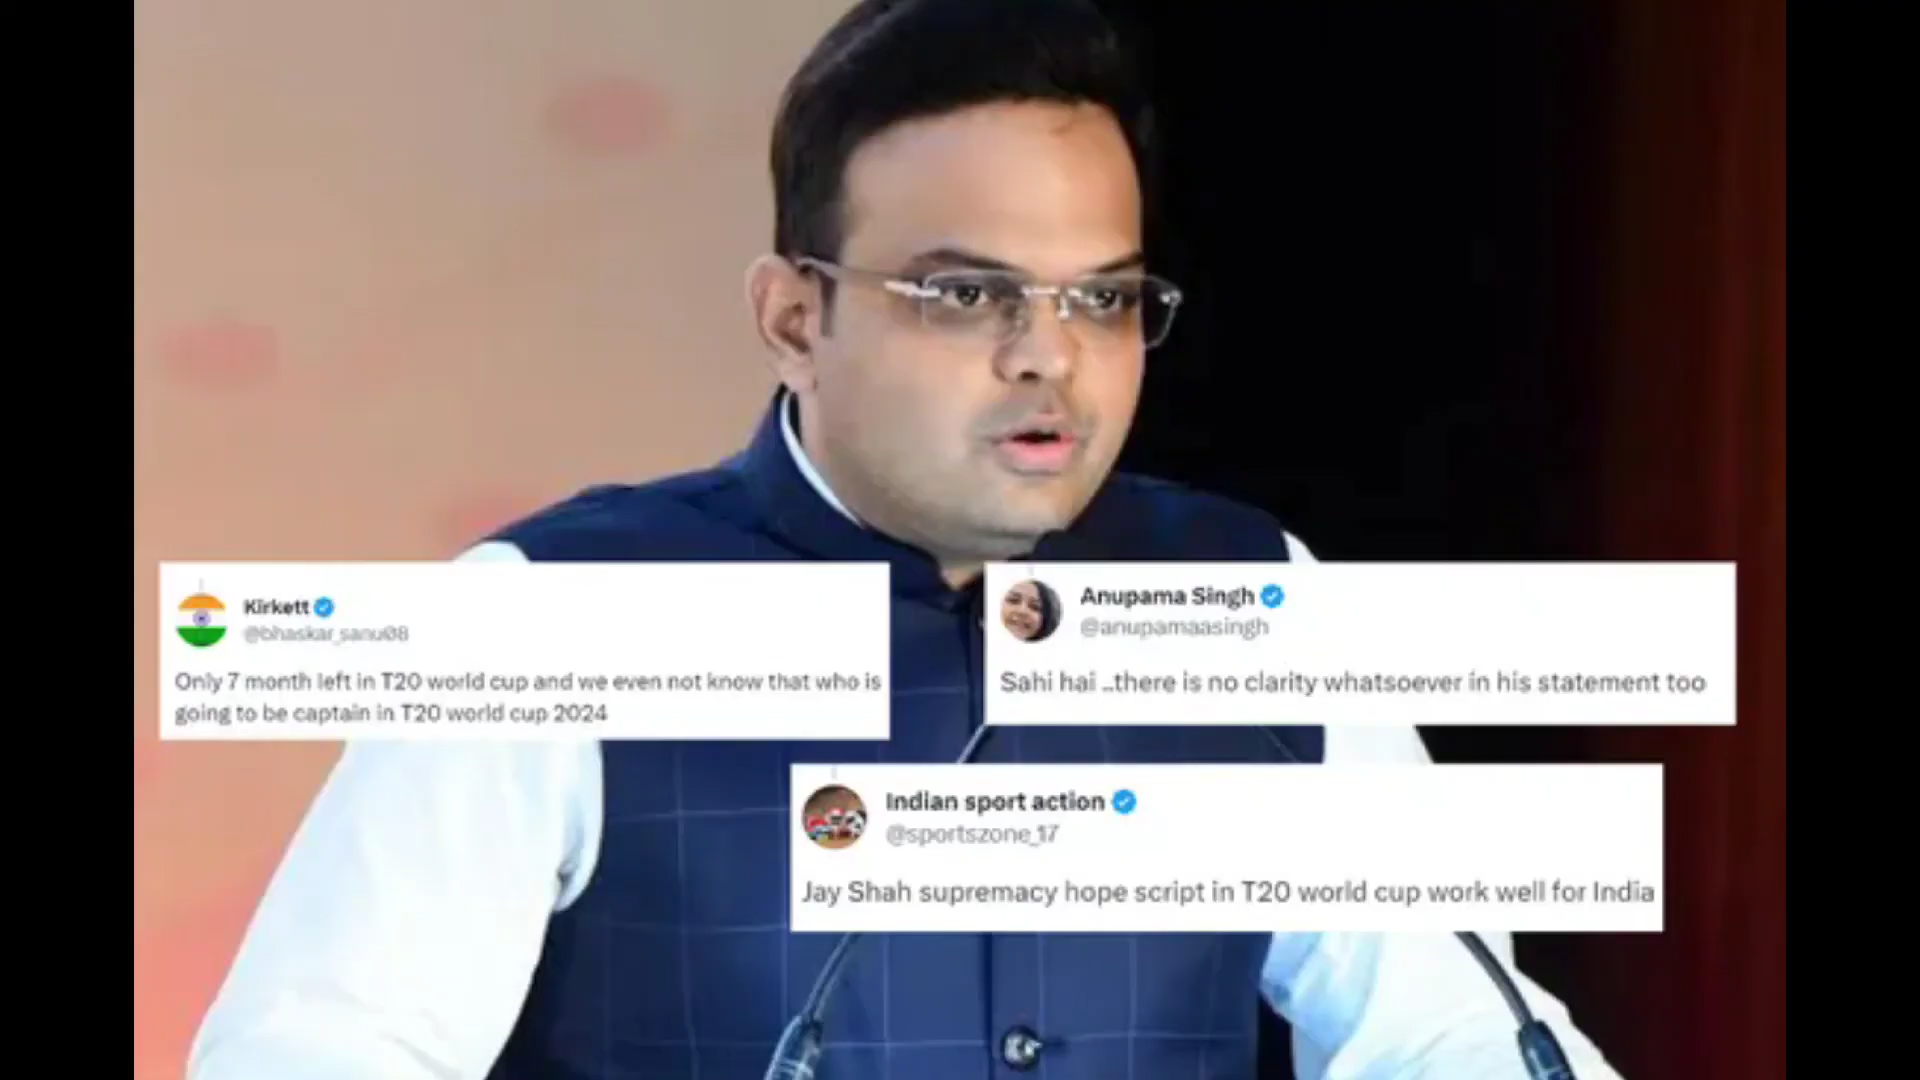 Kirkett
@bhaskar_sanu08
Only 7 month left in T20 world cup and we even not know that who is
going to be captain in T20 world cup 2024
Anupama Singh
@anupamaasingh
Sahi hai ..there is no clarity whatsoever in his statement too
Indian sport action
@sportszone_17
Jay Shah supremacy hope script in T20 world cup work well for India